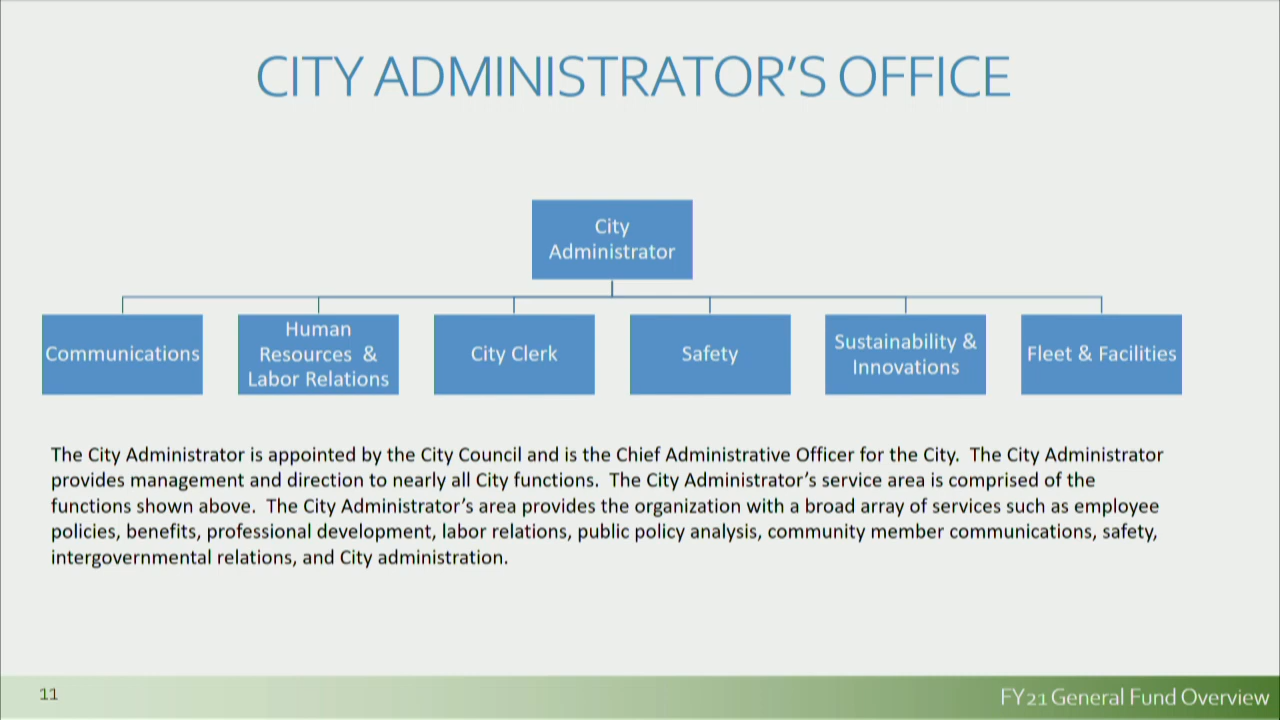 CITY ADMINISTRATOR’S OFFICE
City
Administrator
Communications
Human
Resources &
Labor Relations
City Clerk
Safety
Sustainability &
Innovations
Fleet & Facilities
The City Administrator is appointed by the City Council and is the Chief Administrative Officer for the City. The City Administrator
provides management and direction to nearly all City functions. The City Administrator’s service area is comprised of the
functions shown above. The City Administrator’s area provides the organization with a broad array of services such as employee
policies, benefits, professional development, labor relations, public policy analysis, community member communications, safety,
intergovernmental relations, and City administration.
11
FY21 General Fund Overview